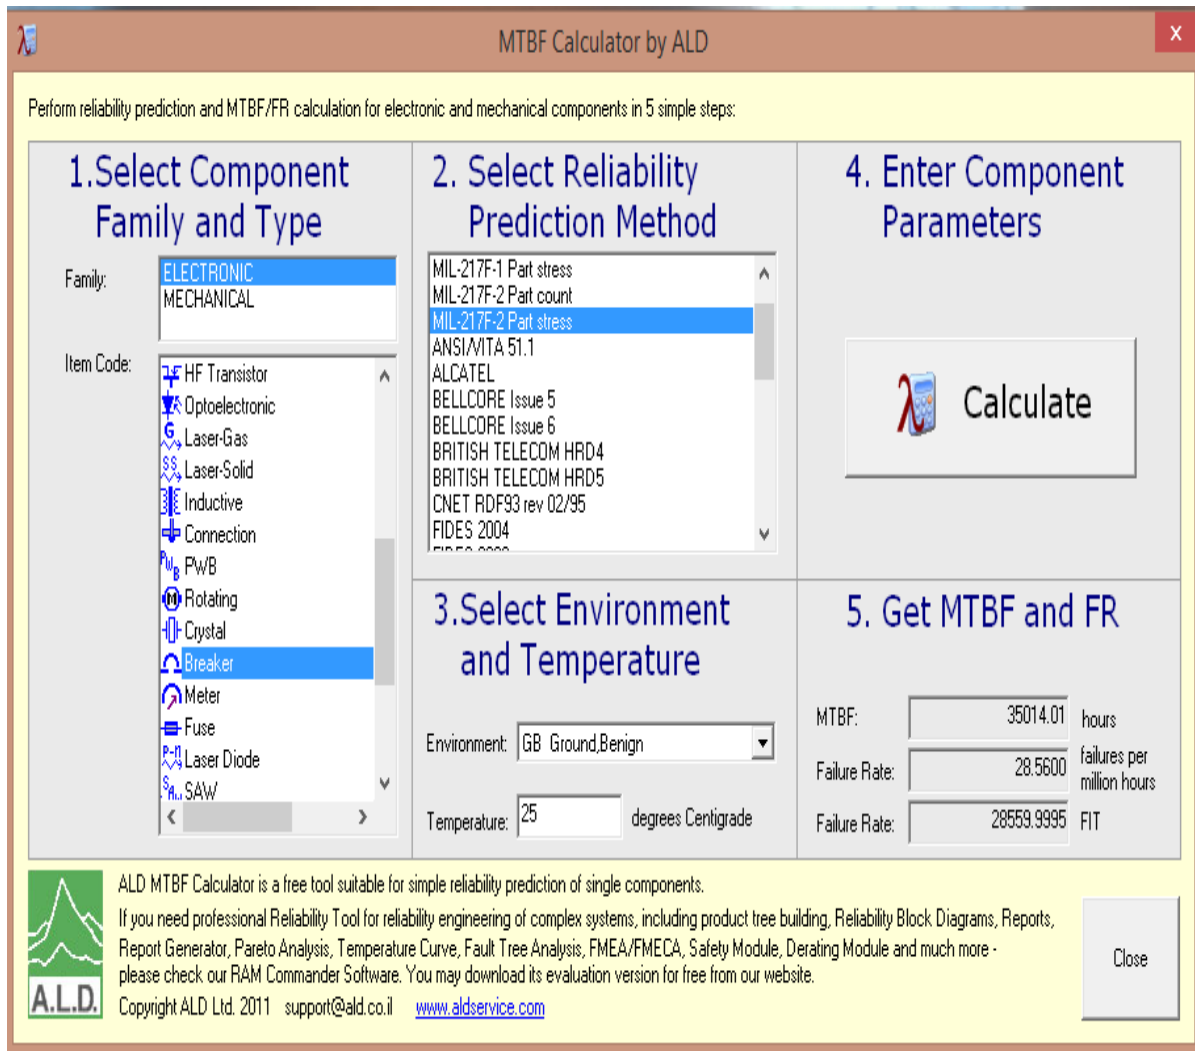 MTBF Calculator by ALD
x
Perform reliability prediction and MTBF/FR calculation for electronic and mechanical components in 5 simple steps:
1.Select Component
Family and Type
Family:
ELECTRONIC
MECHANICAL
Item Code:
HF Transistor
Optoelectronic
G
Laser-Gas
SS
Laser-Solid
Inductive
Connection
PWB
PWB
M
Rotating
Crystal
Breaker
Meter
Fuse
P-n
Laser Diode
SAW
2. Select Reliability
Prediction Method
MIL-217F-1 Part stress
MIL-217F-2 Part count
MIL-217F-2 Part stress
ANSI/VITA 51.1
ALCATEL
BELLCORE Issue 5
BELLCORE Issue 6
BRITISH TELECOM HRD4
BRITISH TELECOM HRD5
CNET RDF93 rev 02/95
FIDES 2004
3.Select Environment
and Temperature
Environment: GB Ground,Benign
Temperature: 25 degrees Centigrade
4. Enter Component
Parameters
λ Calculate
5. Get MTBF and FR
MTBF: 35014.01 hours
Failure Rate: 28.5600 failures per
million hours
Failure Rate: 28559.9995 FIT
ALD MTBF Calculator is a free tool suitable for simple reliability prediction of single components.
If you need professional Reliability Tool for reliability engineering of complex systems, including product tree building, Reliability Block Diagrams, Reports,
Report Generator, Pareto Analysis, Temperature Curve, Fault Tree Analysis, FMEA/FMECA, Safety Module, Derating Module and much more -
please check our RAM Commander Software. You may download its evaluation version for free from our website.
A.L.D.
Copyright ALD Ltd. 2011 support@ald.co.il www.aldservice.com
Close